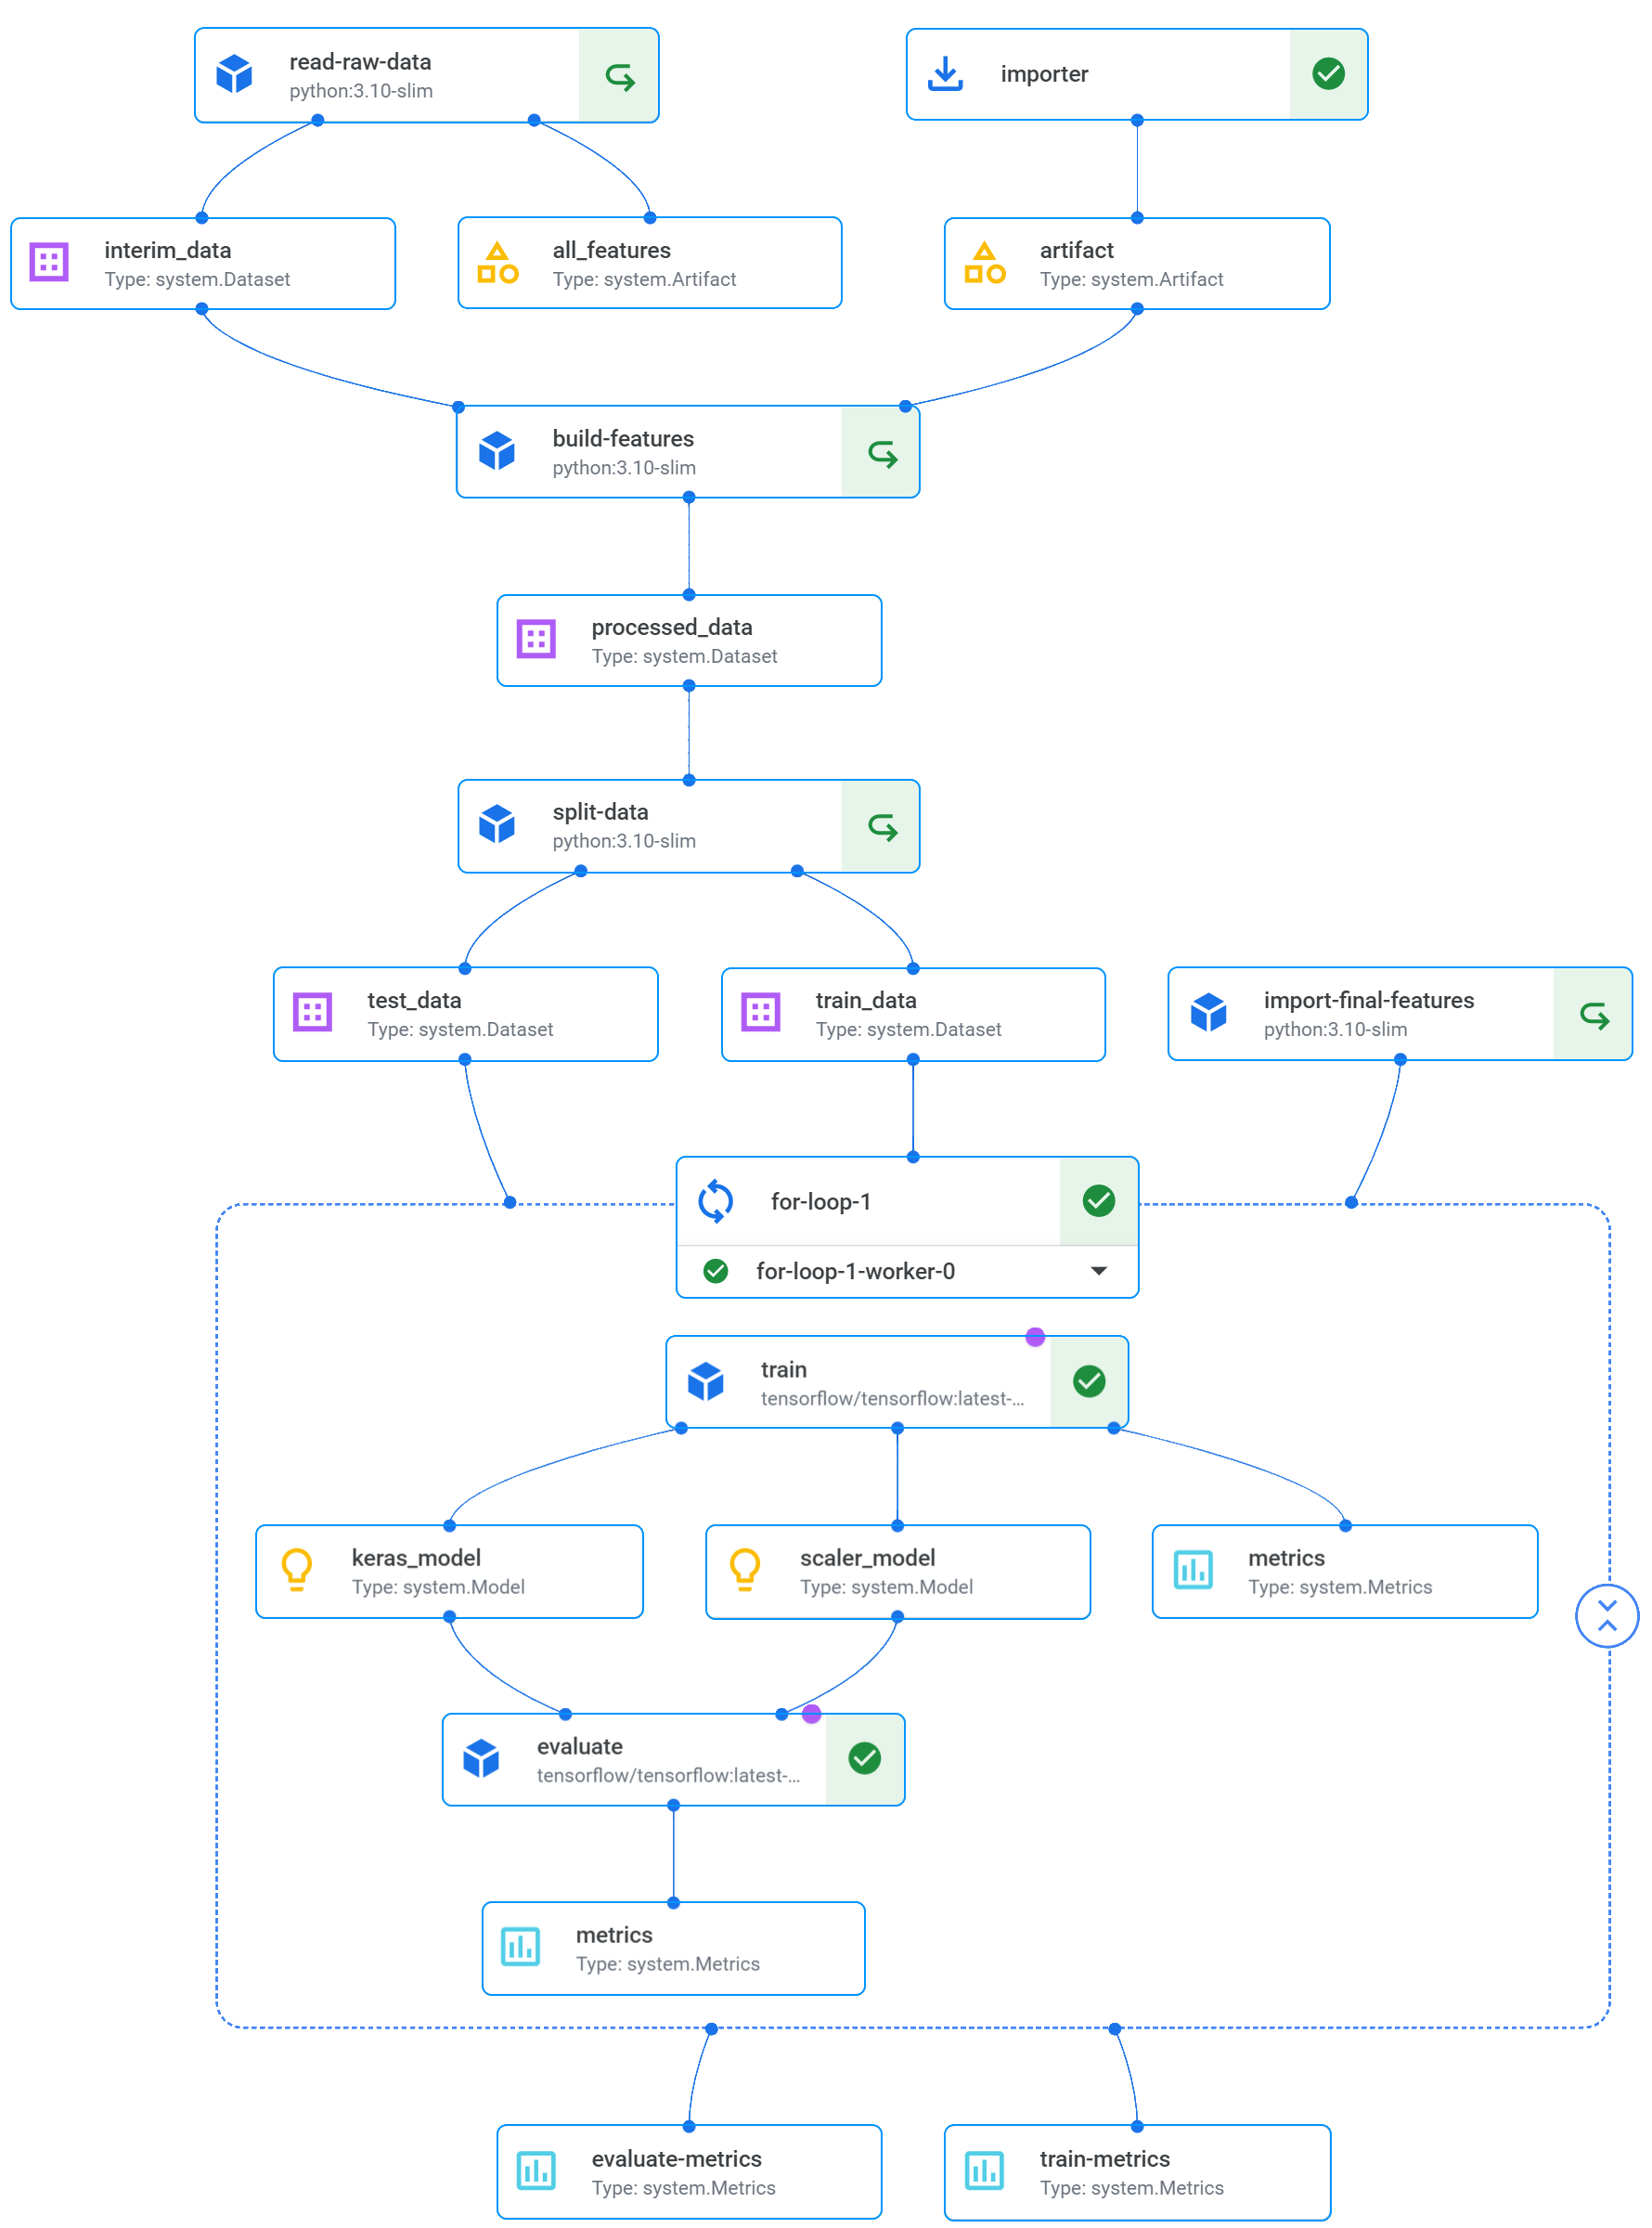 read-raw-data
python:3.10-slim
importer
interim_data
Type: system.Dataset
all_features
Type: system.Artifact
artifact
Type: system.Artifact
build-features
python:3.10-slim
processed_data
Type: system.Dataset
split-data
python:3.10-slim
test_data
Type: system.Dataset
train_data
Type: system.Dataset
import-final-features
python:3.10-slim
for-loop-1
for-loop-1-worker-0
train
tensorflow/tensorflow:latest-...
keras_model
Type: system.Model
scaler_model
Type: system.Model
metrics
Type: system.Metrics
evaluate
tensorflow/tensorflow:latest-...
metrics
Type: system.Metrics
evaluate-metrics
Type: system.Metrics
train-metrics
Type: system.Metrics